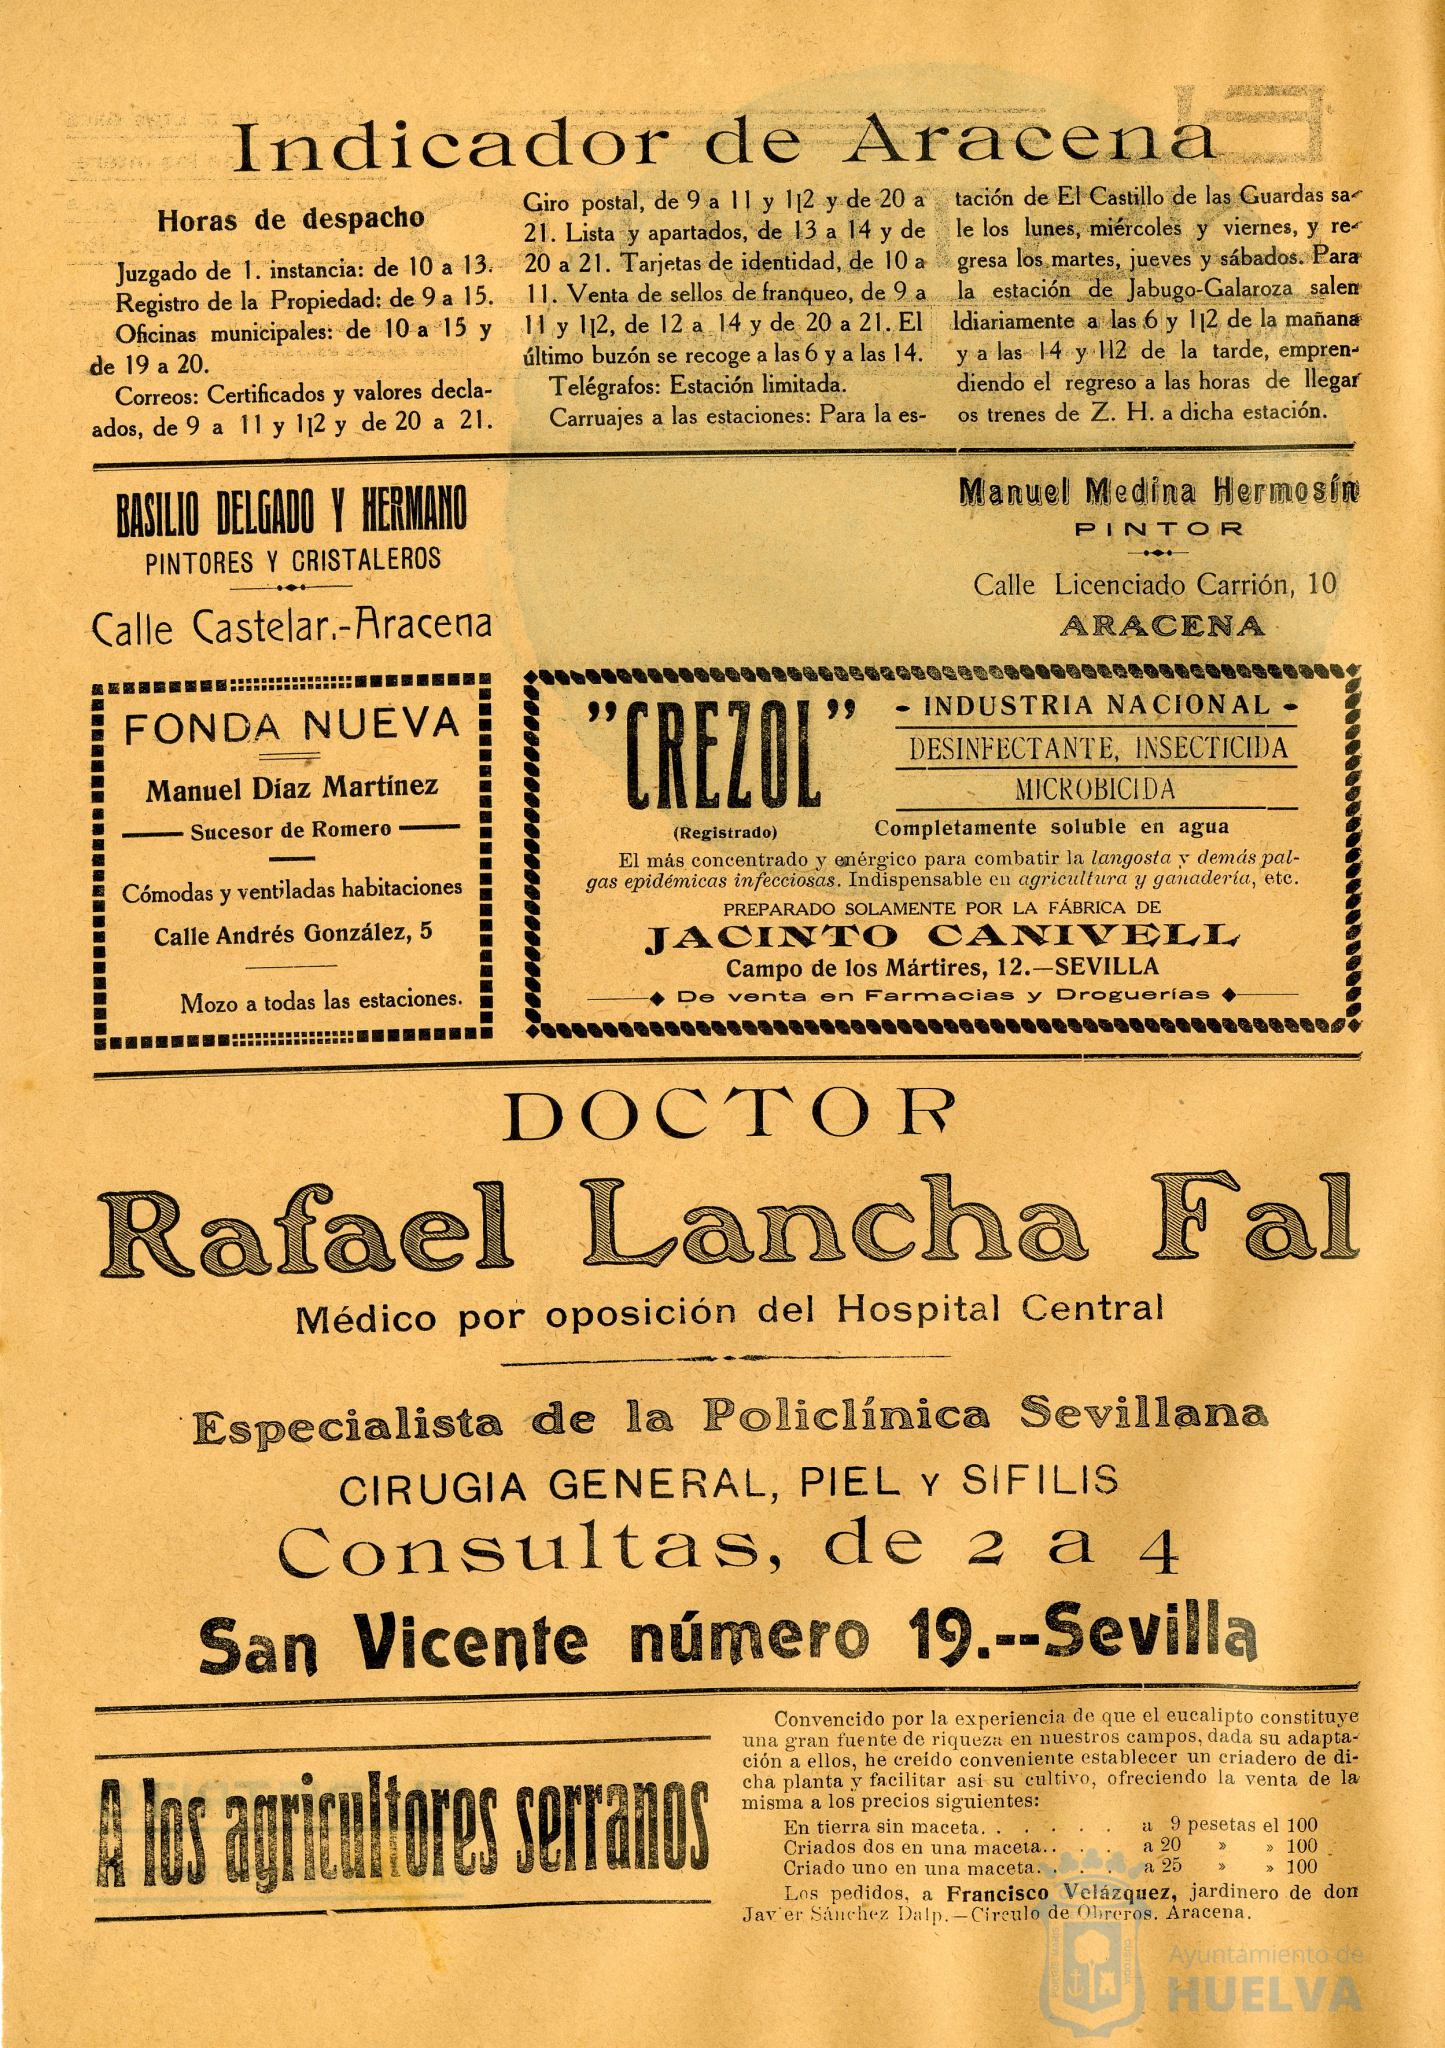 Indicador de Aracena
Horas de despacho
Juzgado de 1. instancia: de 10 a 13.
Registro de la Propiedad: de 9 a 15.
Oficinas municipales: de 10 a 15 y
de 19 a 20.
Correos: Certificados y valores decla-
ados, de 9 a 11 y 1|2 y de 20 a 21.
Giro postal, de 9 a 11 y 1|2 y de 20 a
21. Lista y apartados, de 13 a 14 y de
20 a 21. Tarjetas de identidad, de 10 a
11. Venta de sellos de franqueo, de 9 a
11 y 1|2, de 12 a 14 y de 20 a 21. El
último buzón se recoge a las 6 y a las 14.
Telégrafos: Estación limitada.
Carruajes a las estaciones: Para la es-
tación de El Castillo de las Guardas sa-
le los lunes, miércoles y viernes, y re-
gresa los martes, jueves y sábados. Para
la estación de Jabugo-Galaroza salen
ldiariamente a las 6 y 1|2 de la mañana
y a las 14 y 1|2 de la tarde, empren-
diendo el regreso a las horas de llegar
os trenes de Z. H. a dicha estación.
BASILIO DELGADO Y HERMANO
PINTORES Y CRISTALEROS
Calle Castelar.-Aracena
Manuel Medina Hermosín
PINTOR
Calle Licenciado Carrión, 10
ARACENA
FONDA NUEVA
Manuel Díaz Martínez
Sucesor de Romero
Cómodas y ventiladas habitaciones
Calle Andrés González, 5
Mozo a todas las estaciones.
"CREZOL"
(Registrado)
- INDUSTRIA NACIONAL -
DESINFECTANTE, INSECTICIDA
MICROBICIDA
Completamente soluble en agua
El más concentrado y enérgico para combatir la langosta y demás pal-
gas epidémicas infecciosas. Indispensable en agricultura y ganadería, etc.
PREPARADO SOLAMENTE POR LA FÁBRICA DE
JACINTO CANIVELL
Campo de los Mártires, 12.—SEVILLA
De venta en Farmacias y Droguerías
DOCTOR
Rafael Lancha Fal
Médico por oposición del Hospital Central
Especialista de la Policlínica Sevillana
CIRUGIA GENERAL, PIEL Y SIFILIS
Consultas, de 2 a 4
San Vicente número 19.--Sevilla
A los agricultores serranos
Convencido por la experiencia de que el eucalipto constituye
una gran fuente de riqueza en nuestros campos, dada su adapta-
ción a ellos, he creído conveniente establecer un criadero de di-
cha planta y facilitar así su cultivo, ofreciendo la venta de la
misma a los precios siguientes:
En tierra sin maceta. . . . . . a 9 pesetas el 100
Criados dos en una maceta. . . . a 20 » » 100
Criado uno en una maceta. . . . a 25 » » 100
Los pedidos, a Francisco Velázquez, jardinero de don
Javier Sánchez Dalp.—Círculo de Obreros. Aracena.
Ayuntamiento de
HUELVA